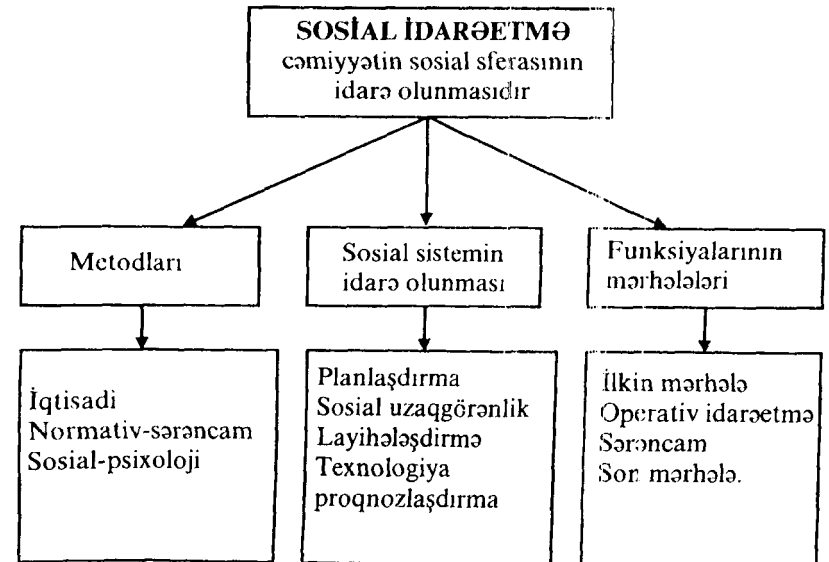 SOSİAL İDARƏETMƏ
cəmiyyətin sosial sferasının
idarə olunmasıdır
Metodları
Sosial sistemin
idarə olunması
Funksiyalarının
mərhələləri
İqtisadi
Normativ-sərəncam
Sosial-psixoloji
Planlaşdırma
Sosial uzaqgörənlik
Layihələşdirmə
Texnologiya
proqnozlaşdırma
İlkin mərhələ
Operativ idarəetmə
Sərəncam
Son mərhələ.